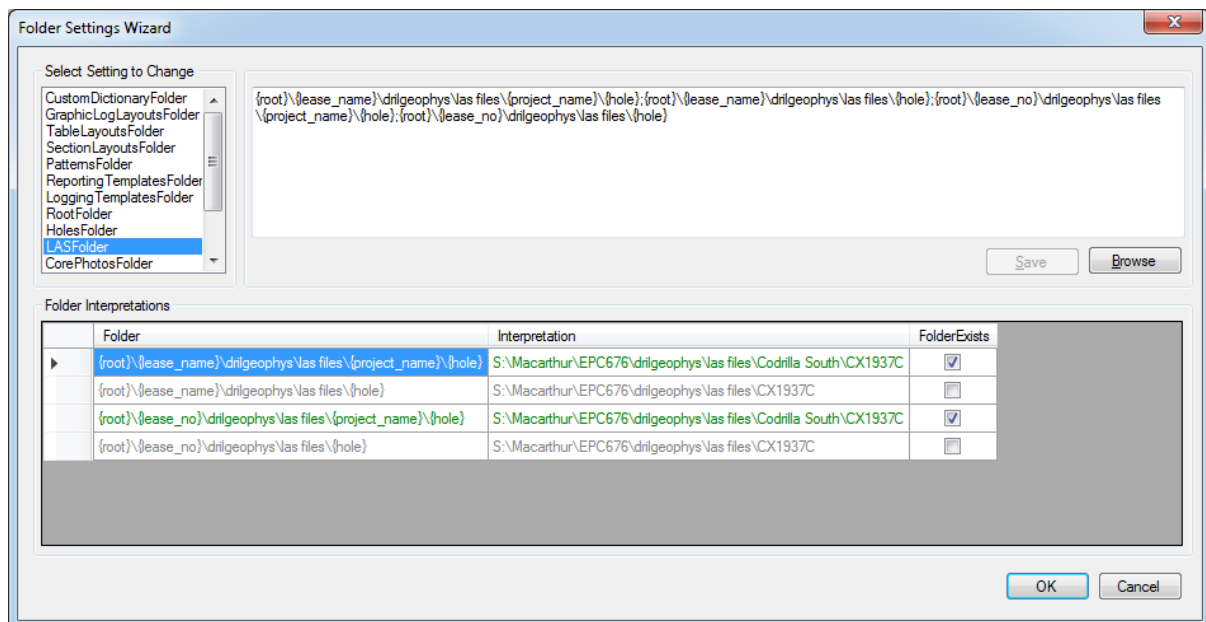 Folder Settings Wizard
Select Setting to Change
CustomDictionaryFolder
GraphicLogLayoutsFolder
TableLayoutsFolder
SectionLayoutsFolder
PatternsFolder
ReportingTemplatesFolder
LoggingTemplatesFolder
RootFolder
HolesFolder
LASFolder
CorePhotosFolder
{root}\{lease_name}\drilgeophys\las files\{project_name}\{hole};{root}\{lease_name}\drilgeophys\las files\{hole};{root}\{lease_no}\drilgeophys\las files
\{project_name}\{hole};{root}\{lease_no}\drilgeophys\las files\{hole}
Save Browse
Folder Interpretations
Folder Interpretation FolderExists
{root}\{lease_name}\drilgeophys\las files\{project_name}\{hole} S:\Macarthur\EPC676\drilgeophys\las files\Codrilla South\CX1937C
{root}\{lease_name}\drilgeophys\las files\{hole} S:\Macarthur\EPC676\drilgeophys\las files\CX1937C
{root}\{lease_no}\drilgeophys\las files\{project_name}\{hole} S:\Macarthur\EPC676\drilgeophys\las files\Codrilla South\CX1937C
{root}\{lease_no}\drilgeophys\las files\{hole} S:\Macarthur\EPC676\drilgeophys\las files\CX1937C
OK Cancel